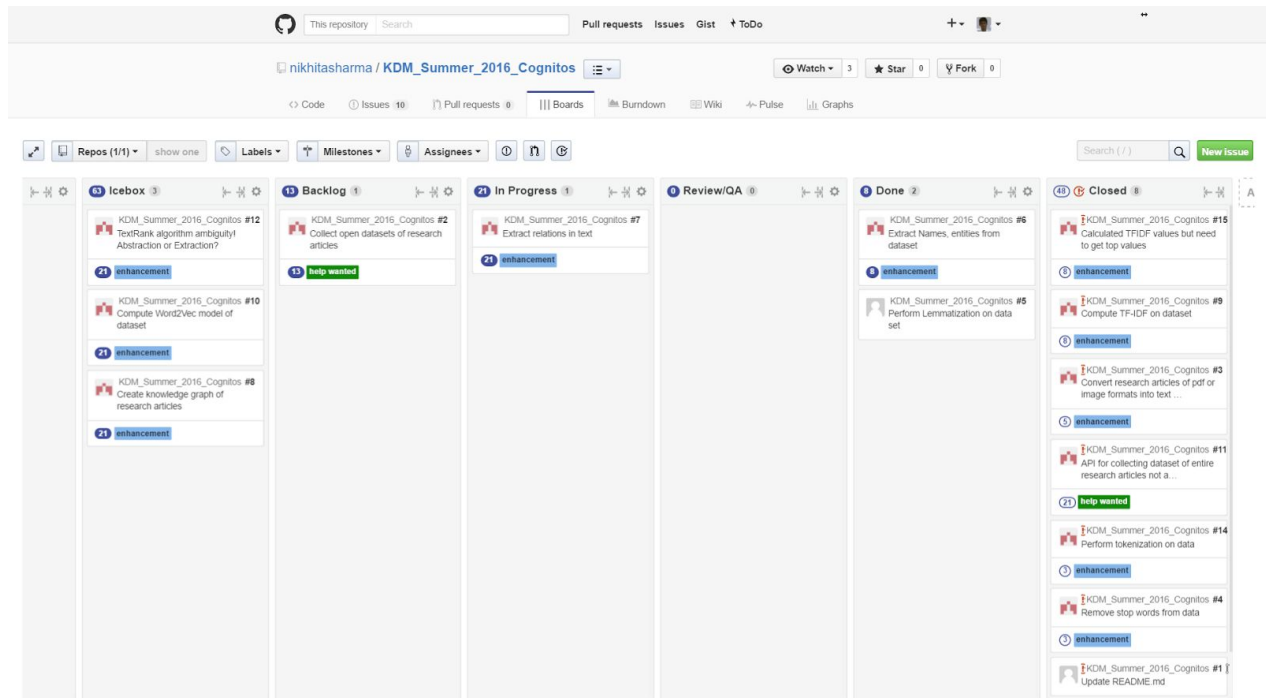 This repository Search Pull requests Issues Gist ToDo
nikhitasharma / KDM_Summer_2016_Cognitos Watch 3 Star 0 Fork 0
Code Issues 10 Pull requests 0 Boards Burndown Wiki Pulse Graphs
Repos (1/1) show one Labels Milestones Assignees Search ( / ) New issue
63 Icebox 3
KDM_Summer_2016_Cognitos #12
TextRank algorithm ambiguity!
Abstraction or Extraction?
21 enhancement
KDM_Summer_2016_Cognitos #10
Compute Word2Vec model of
dataset
21 enhancement
KDM_Summer_2016_Cognitos #8
Create knowledge graph of
research articles
21 enhancement
13 Backlog 1
KDM_Summer_2016_Cognitos #2
Collect open datasets of research
articles
13 help wanted
21 In Progress 1
KDM_Summer_2016_Cognitos #7
Extract relations in text
21 enhancement
0 Review/QA 0
8 Done 2
KDM_Summer_2016_Cognitos #6
Extract Names, entities from
dataset
8 enhancement
KDM_Summer_2016_Cognitos #5
Perform Lemmatization on data
set
48 Closed 8
KDM_Summer_2016_Cognitos #15
Calculated TFIDF values but need
to get top values
8 enhancement
KDM_Summer_2016_Cognitos #9
Compute TF-IDF on dataset
8 enhancement
KDM_Summer_2016_Cognitos #3
Convert research articles of pdf or
image formats into text ...
5 enhancement
KDM_Summer_2016_Cognitos #11
API for collecting dataset of entire
research articles not a...
21 help wanted
KDM_Summer_2016_Cognitos #14
Perform tokenization on data
3 enhancement
KDM_Summer_2016_Cognitos #4
Remove stop words from data
3 enhancement
KDM_Summer_2016_Cognitos #1
Update README.md
A